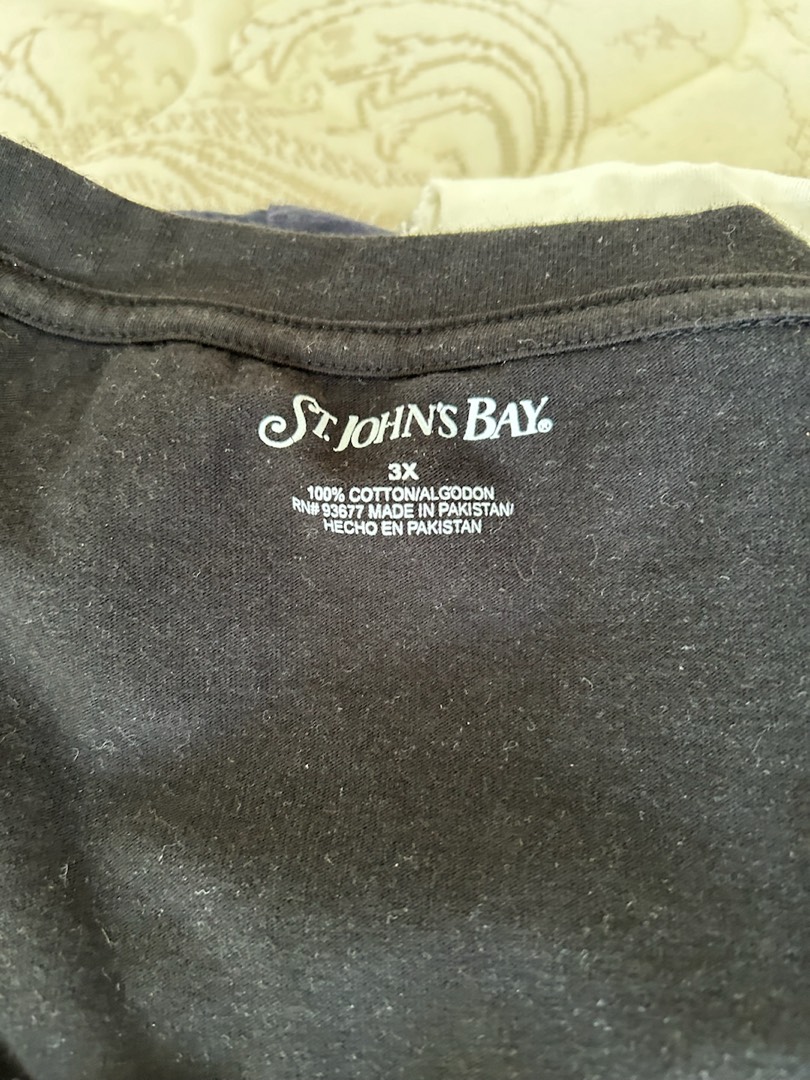 ST. JOHN'S BAY®
3X
100% COTTON/ALGODON
RN# 93677 MADE IN PAKISTAN/
HECHO EN PAKISTAN